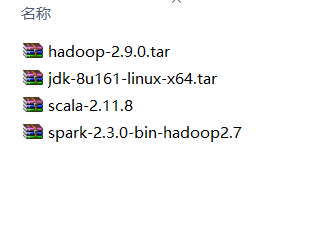 名称
hadoop-2.9.0.tar
jdk-8u161-linux-x64.tar
scala-2.11.8
spark-2.3.0-bin-hadoop2.7